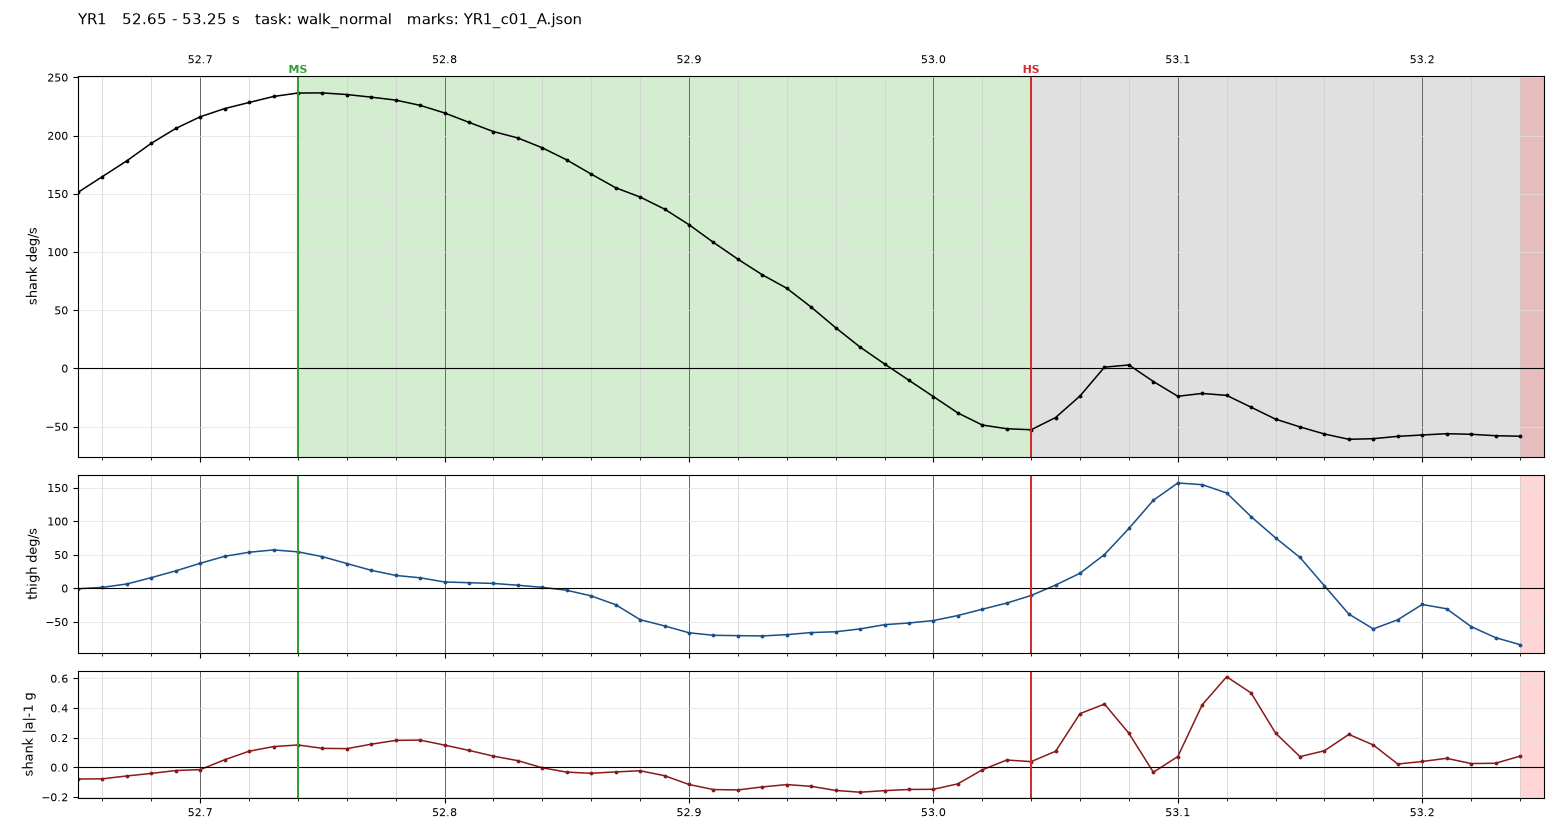 YR1   52.65 - 53.25 s   task: walk_normal   marks: YR1_c01_A.json
52.7 52.8 52.9 53.0 53.1 53.2
MS HS
250
200
150
100
50
0
−50
shank deg/s
150
100
50
0
−50
thigh deg/s
0.6
0.4
0.2
0.0
−0.2
shank |a|-1 g
52.7 52.8 52.9 53.0 53.1 53.2